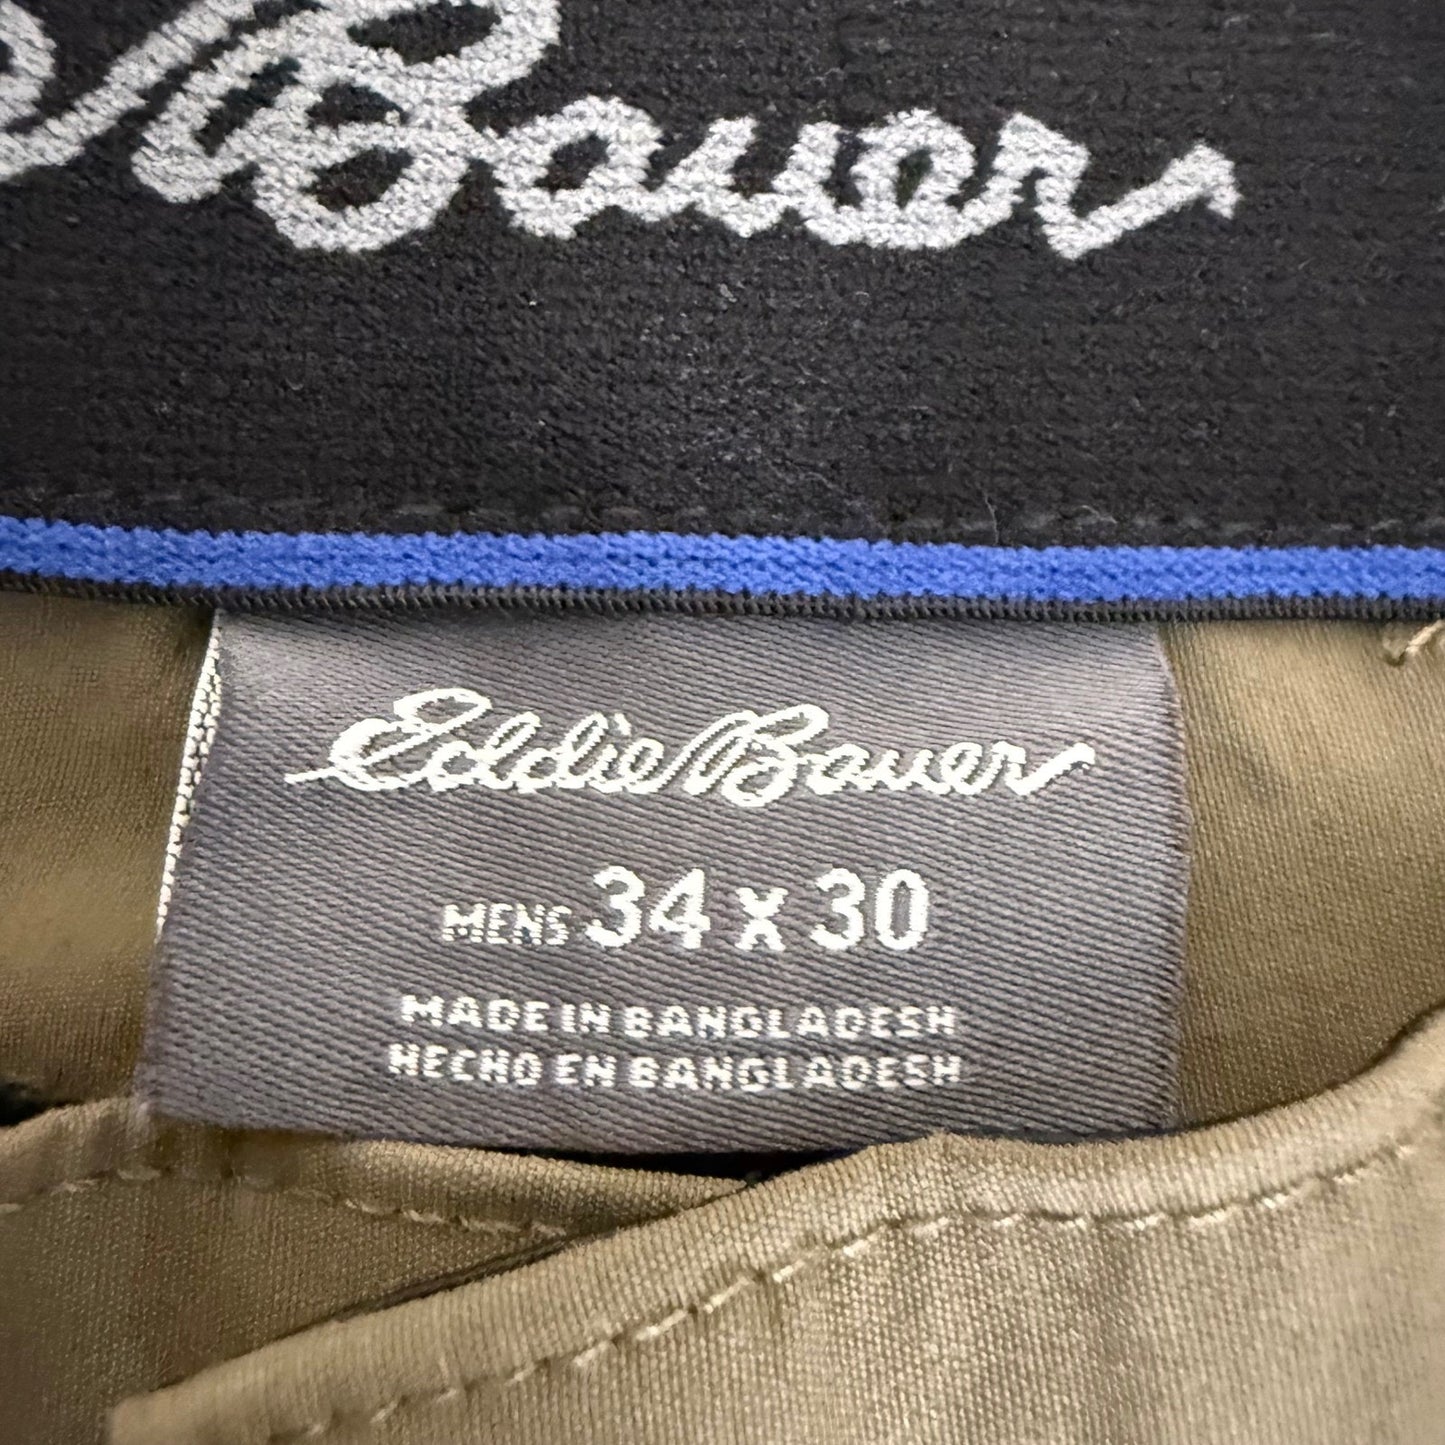 Bauer
Eddie Bauer
MENS 34 x 30
MADE IN BANGLADESH
HECHO EN BANGLADESH